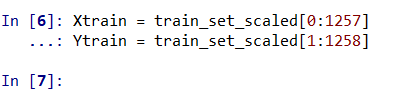 In [6]: Xtrain = train_set_scaled[0:1257]
...: Ytrain = train_set_scaled[1:1258]
In [7]: